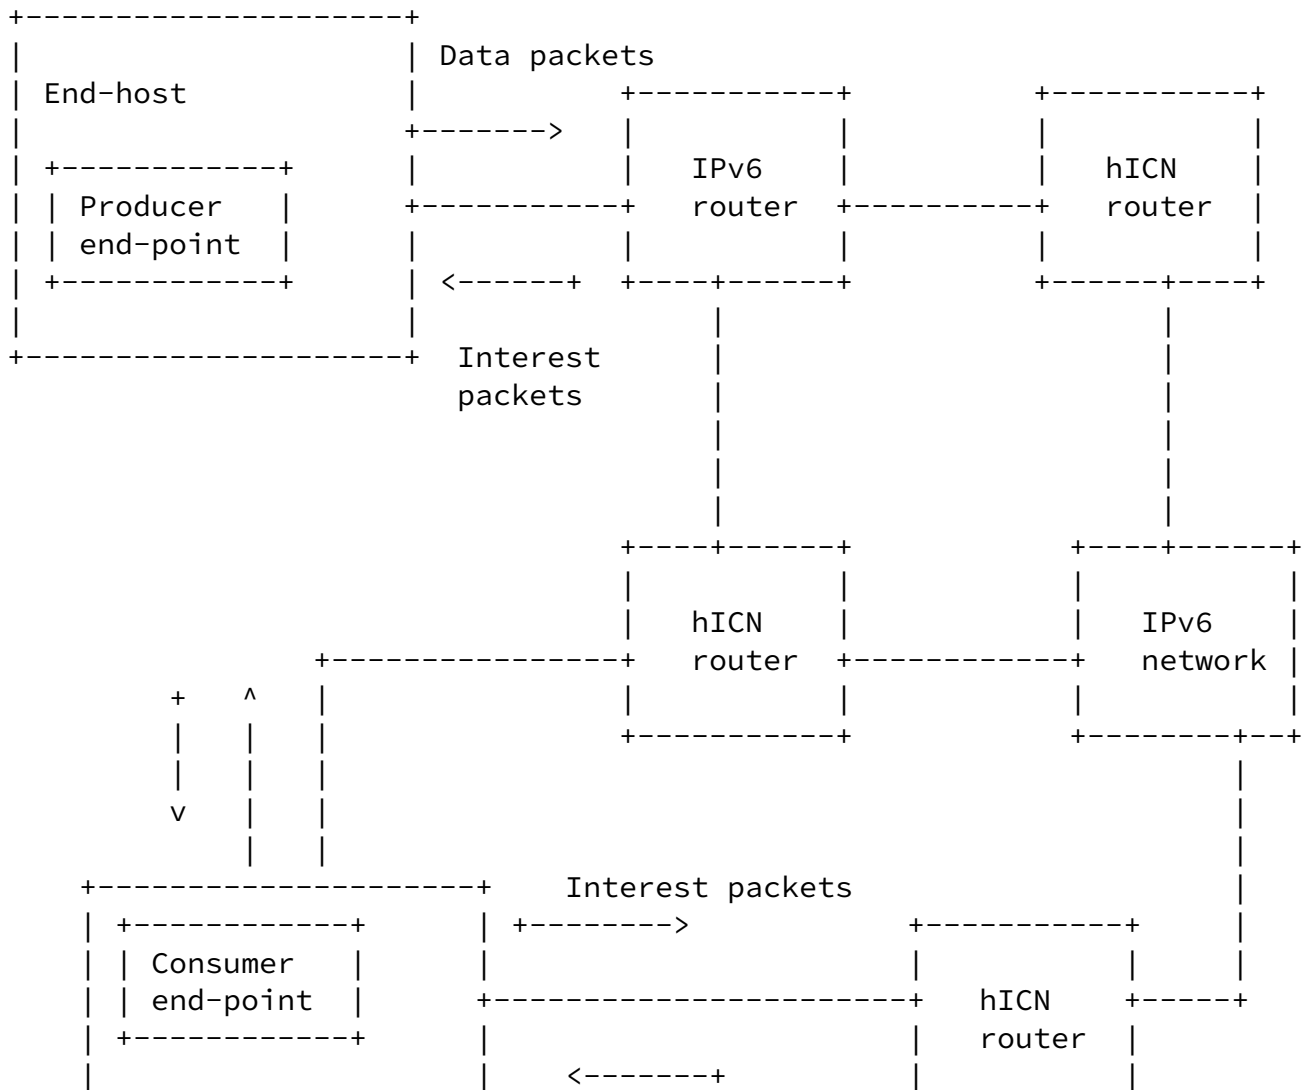 Data packets
End-host
IPv6
router
hICN
router
Producer
end-point
Interest
packets
hICN
router
IPv6
network
Interest packets
Consumer
end-point
hICN
router